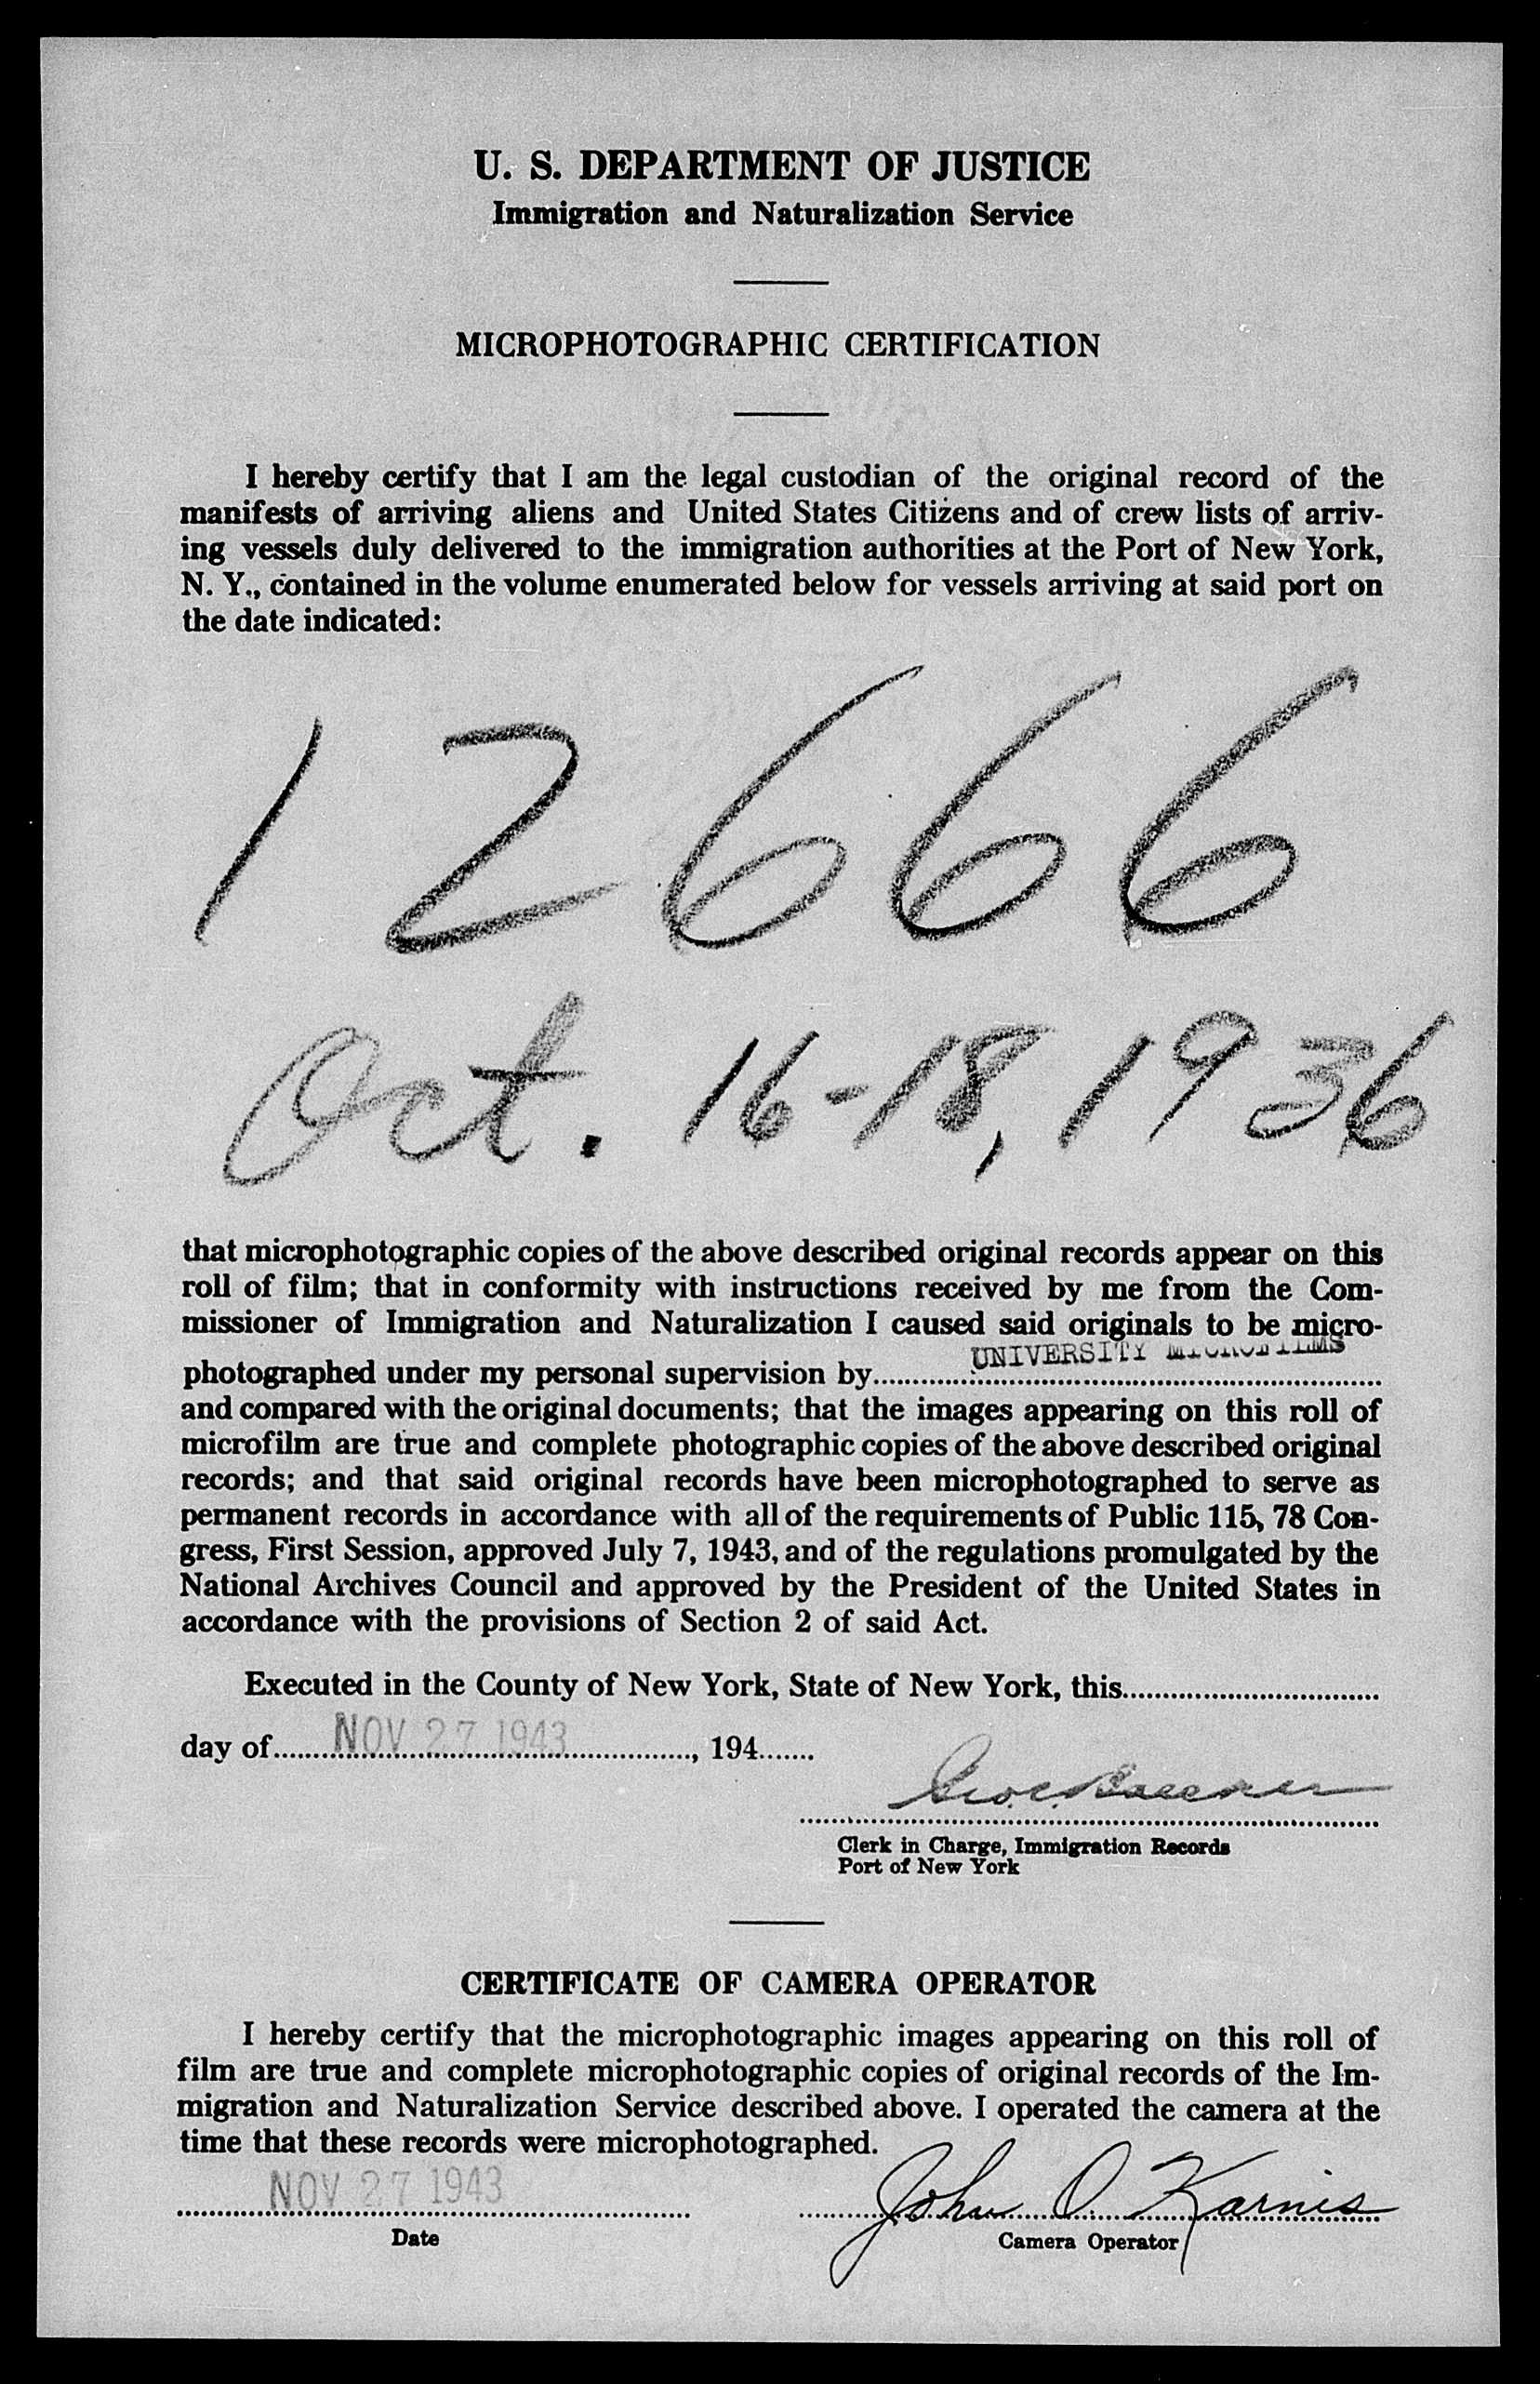 U. S. DEPARTMENT OF JUSTICE
Immigration and Naturalization Service
MICROPHOTOGRAPHIC CERTIFICATION
I hereby certify that I am the legal custodian of the original record of the
manifests of arriving aliens and United States Citizens and of crew lists of arriv-
ing vessels duly delivered to the immigration authorities at the Port of New York,
N. Y., contained in the volume enumerated below for vessels arriving at said port on
the date indicated:
12666
Oct. 16-18, 1936
that microphotographic copies of the above described original records appear on this
roll of film; that in conformity with instructions received by me from the Com-
missioner of Immigration and Naturalization I caused said originals to be micro-
photographed under my personal supervision by UNIVERSITY MICROFILMS
and compared with the original documents; that the images appearing on this roll of
microfilm are true and complete photographic copies of the above described original
records; and that said original records have been microphotographed to serve as
permanent records in accordance with all of the requirements of Public 115, 78 Con-
gress, First Session, approved July 7, 1943, and of the regulations promulgated by the
National Archives Council and approved by the President of the United States in
accordance with the provisions of Section 2 of said Act.
Executed in the County of New York, State of New York, this
day of NOV 27 1943, 194
Clerk in Charge, Immigration Records
Port of New York
CERTIFICATE OF CAMERA OPERATOR
I hereby certify that the microphotographic images appearing on this roll of
film are true and complete microphotographic copies of original records of the Im-
migration and Naturalization Service described above. I operated the camera at the
time that these records were microphotographed.
NOV 27 1943 John O. Karnis
Date Camera Operator